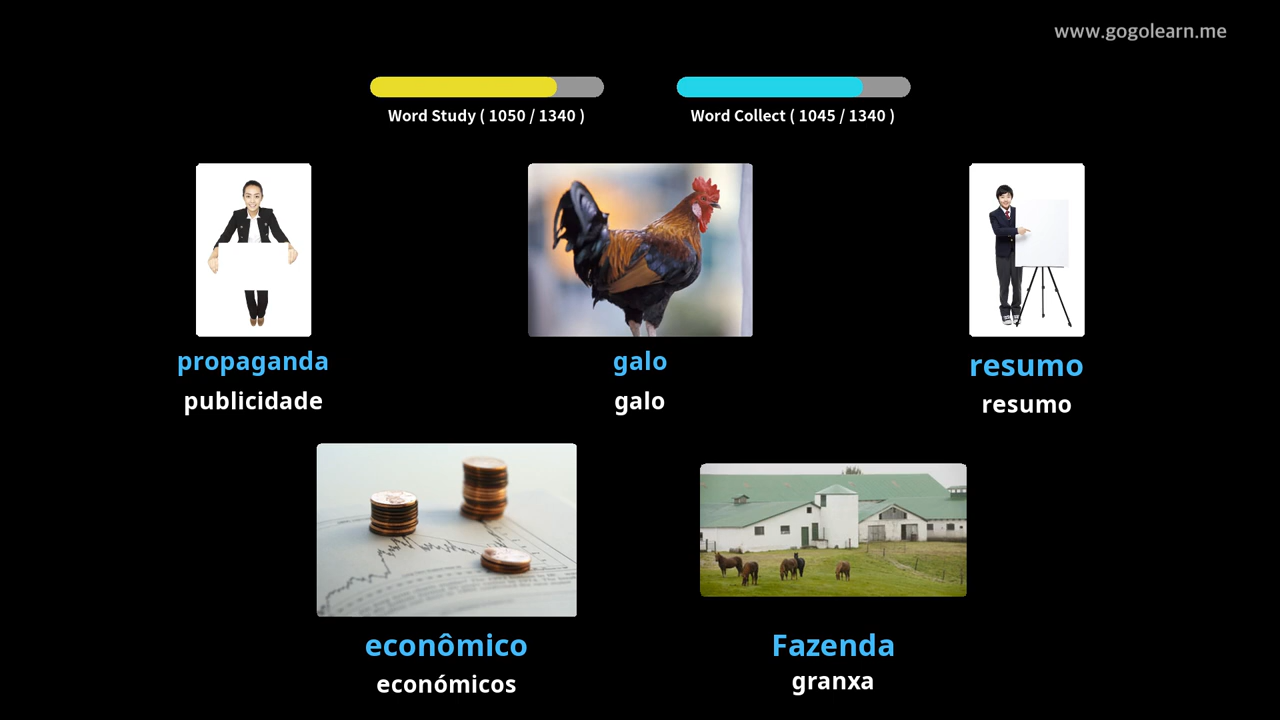 www.gogolearn.me
Word Study ( 1050 / 1340 )
Word Collect ( 1045 / 1340 )
propaganda
publicidade
galo
galo
resumo
resumo
econômico
económicos
Fazenda
granxa